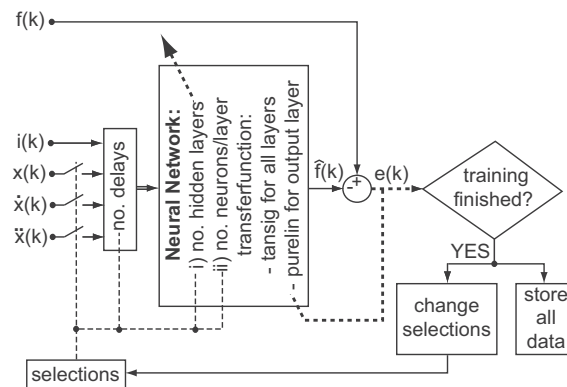 f(k)
i(k)
x(k)
ẋ(k)
ẍ(k)
no. delays
Neural Network:
i) no. hidden layers
ii) no. neurons/layer
transferfunction:
- tansig for all layers
- purelin for output layer
f̂(k)
-
+
e(k)
training
finished?
YES
change
selections
store
all
data
selections